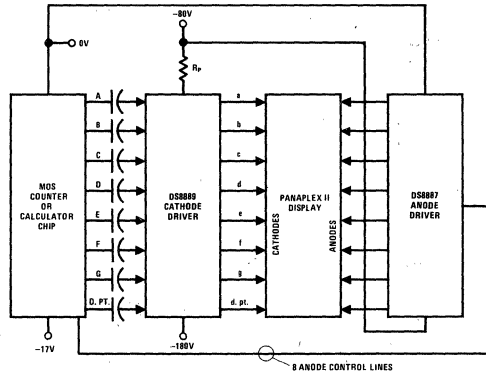 –80V
0V
RP
A
B
C
D
E
F
G
D. PT.
a
b
c
d
e
f
g
d. pt.
MOS
COUNTER
OR
CALCULATOR
CHIP
DS8889
CATHODE
DRIVER
PANAPLEX II
DISPLAY
CATHODES
ANODES
DS8887
ANODE
DRIVER
–17V
–180V
8 ANODE CONTROL LINES